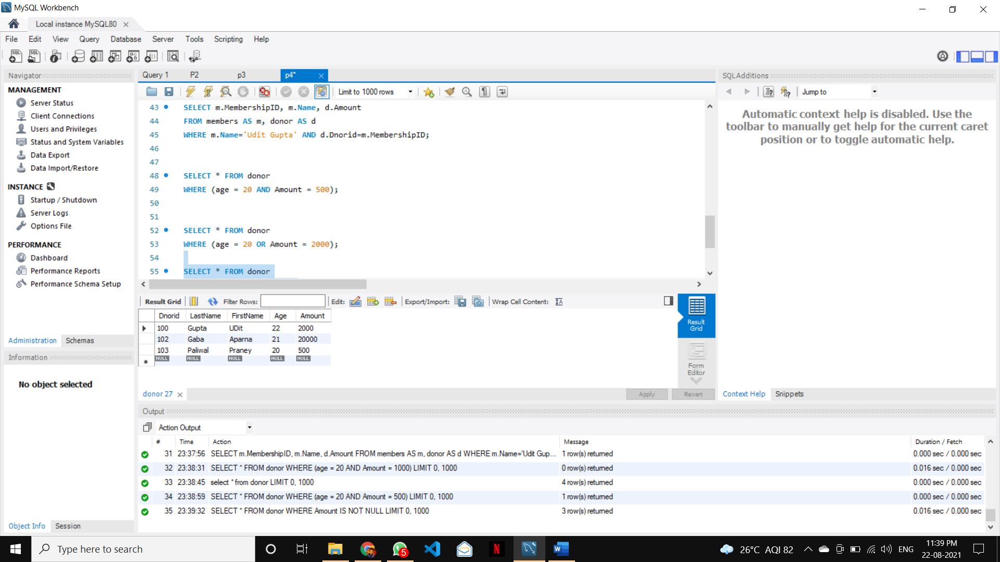 MySQL Workbench
Local instance MySQL80
File Edit View Query Database Server Tools Scripting Help
Navigator
MANAGEMENT
Server Status
Client Connections
Users and Privileges
Status and System Variables
Data Export
Data Import/Restore
INSTANCE
Startup / Shutdown
Server Logs
Options File
PERFORMANCE
Dashboard
Performance Reports
Performance Schema Setup
Administration Schemas
Information
No object selected
Object Info Session
Query 1 P2 p3 p4*
Limit to 1000 rows
43 SELECT m.MembershipID, m.Name, d.Amount
44 FROM members AS m, donor AS d
45 WHERE m.Name='Udit Gupta' AND d.Dnorid=m.MembershipID;
46
47
48 SELECT * FROM donor
49 WHERE (age = 20 AND Amount = 500);
50
51
52 SELECT * FROM donor
53 WHERE (age = 20 OR Amount = 2000);
54
55 SELECT * FROM donor
Result Grid Filter Rows: Edit: Export/Import: Wrap Cell Content:
Dnorid LastName FirstName Age Amount
100 Gupta UDit 22 2000
102 Gaba Aparna 21 20000
103 Paliwal Praney 20 500
NULL NULL NULL NULL NULL
Result Grid
Form Editor
donor 27
Apply Revert
SQLAdditions
Jump to
Automatic context help is disabled. Use the
toolbar to manually get help for the current caret
position or to toggle automatic help.
Context Help Snippets
Output
Action Output
# Time Action Message Duration / Fetch
31 23:37:56 SELECT m.MembershipID, m.Name, d.Amount FROM members AS m, donor AS d WHERE m.Name='Udit Gup... 1 row(s) returned 0.000 sec / 0.000 sec
32 23:38:31 SELECT * FROM donor WHERE (age = 20 AND Amount = 1000) LIMIT 0, 1000 0 row(s) returned 0.016 sec / 0.000 sec
33 23:38:45 select * from donor LIMIT 0, 1000 4 row(s) returned 0.000 sec / 0.000 sec
34 23:38:59 SELECT * FROM donor WHERE (age = 20 AND Amount = 500) LIMIT 0, 1000 1 row(s) returned 0.000 sec / 0.000 sec
35 23:39:32 SELECT * FROM donor WHERE Amount IS NOT NULL LIMIT 0, 1000 3 row(s) returned 0.016 sec / 0.000 sec
Type here to search
5
26°C AQI 82
ENG
11:39 PM
22-08-2021